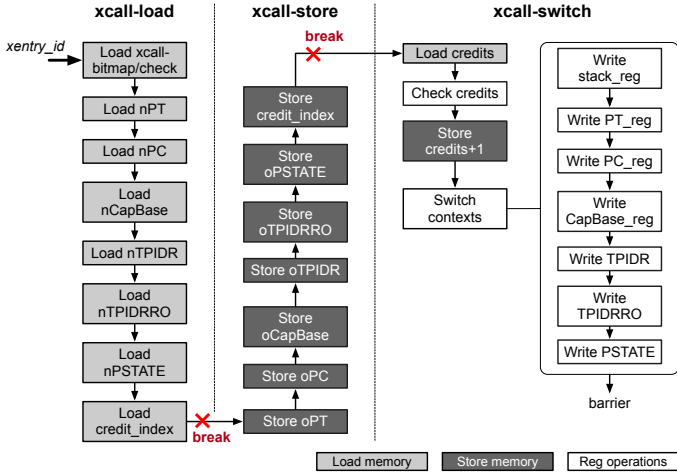 xcall-load
xentry_id
Load xcall-
bitmap/check
Load nPT
Load nPC
Load
nCapBase
Load nTPIDR
Load
nTPIDRRO
Load
nPSTATE
Load
credit_index
break
xcall-store
break
Store
credit_index
Store
oPSTATE
Store
oTPIDRRO
Store oTPIDR
Store
oCapBase
Store oPC
Store oPT
xcall-switch
Load credits
Check credits
Store
credits+1
Switch
contexts
Write
stack_reg
Write PT_reg
Write PC_reg
Write
CapBase_reg
Write TPIDR
Write
TPIDRRO
Write PSTATE
barrier
Load memory
Store memory
Reg operations